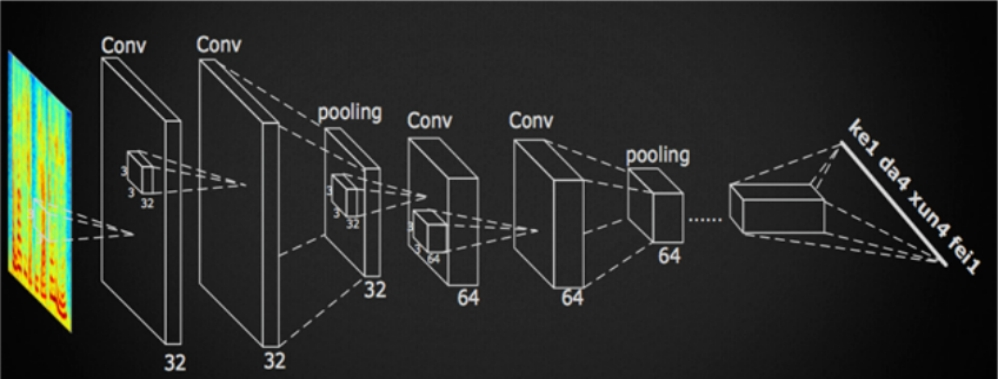 Conv
Conv
pooling
Conv
Conv
pooling
3
3
32
3
3
32
3
64
......
ke1 da4 xun4 fei1
32
32
32
64
64
64